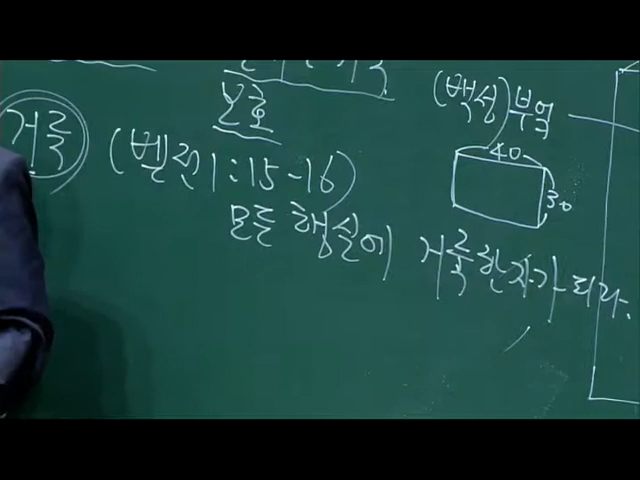 보호
(백성) 부엌
거룩 (벧전 1:15-16)
40
30
모든 행실에 거룩한 자가 되라.